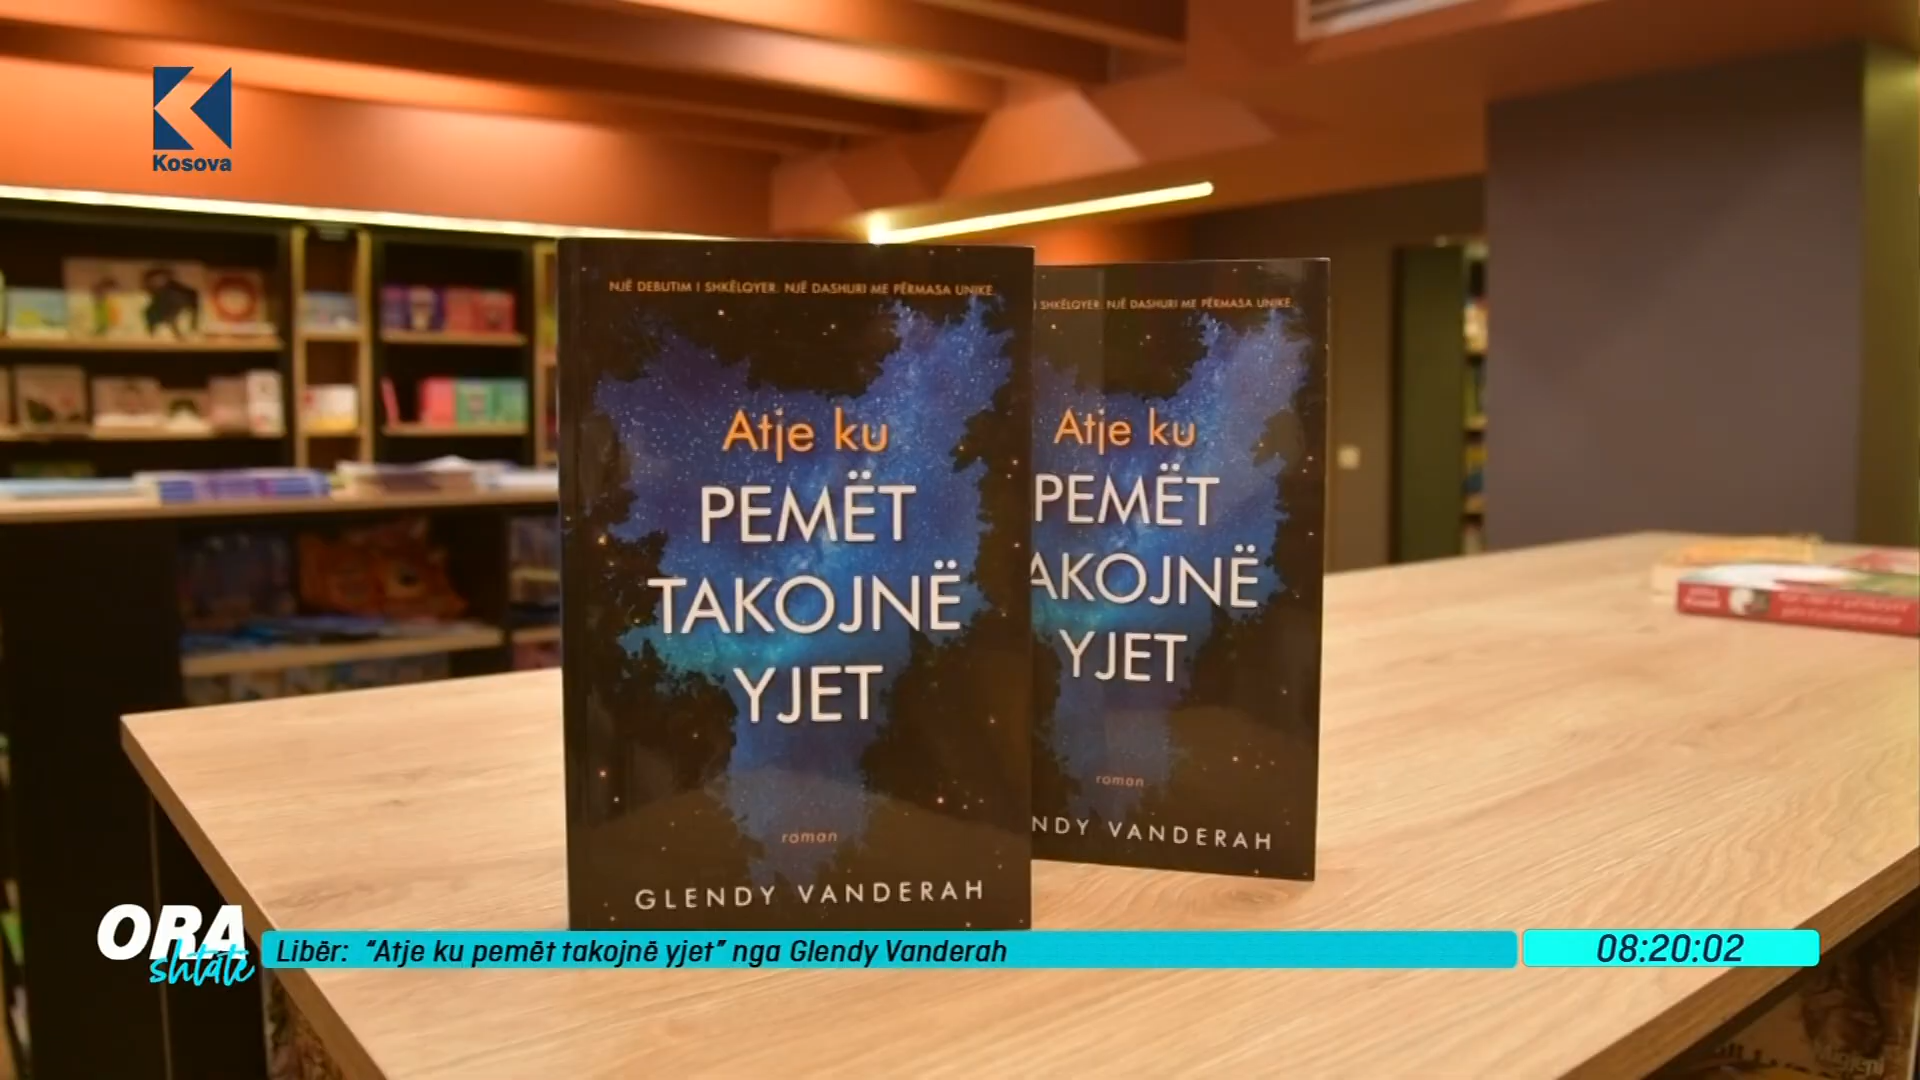 Kosova
NJË DEBUTIM I SHKËLQYER. NJË DASHURI ME PËRMASA UNIKE.
Atje ku
PEMËT
TAKOJNË
YJET
roman
GLENDY VANDERAH
I SHKËLQYER. NJË DASHURI ME PËRMASA UNIKE.
Atje ku
PEMËT
AKOJNË
YJET
roman
NDY VANDERAH
ORA
shtatë
Libër: “Atje ku pemët takojnë yjet” nga Glendy Vanderah
08:20:02